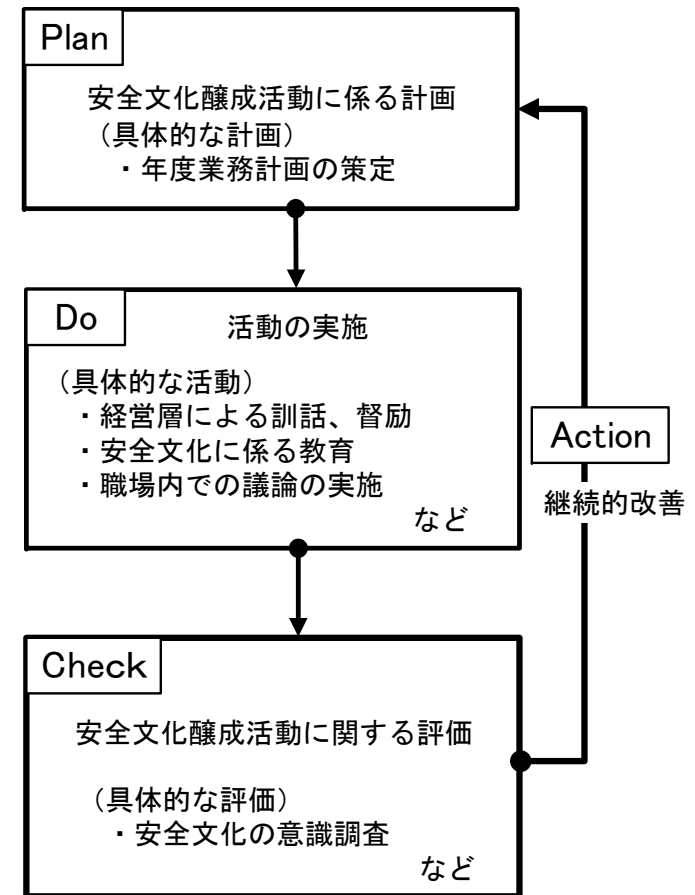 Plan
安全文化醸成活動に係る計画
（具体的な計画）
・年度業務計画の策定
Do
活動の実施
（具体的な活動）
・経営層による訓話、督励
・安全文化に係る教育
・職場内での議論の実施
など
Action
継続的改善
Check
安全文化醸成活動に関する評価
（具体的な評価）
・安全文化の意識調査
など